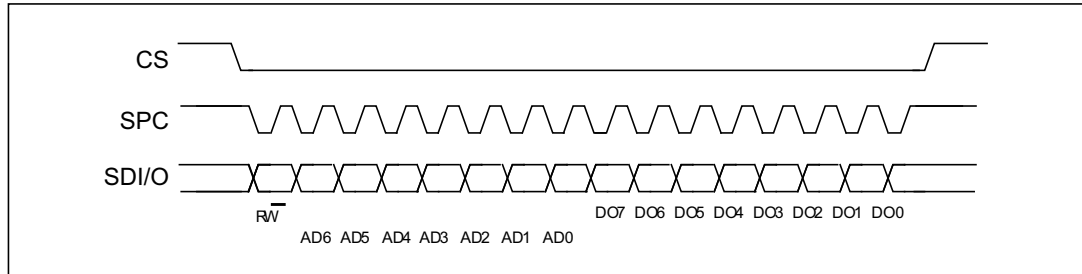 CS
SPC
SDI/O
RW
DO7 DO6 DO5 DO4 DO3 DO2 DO1 DO0
AD6 AD5 AD4 AD3 AD2 AD1 AD0